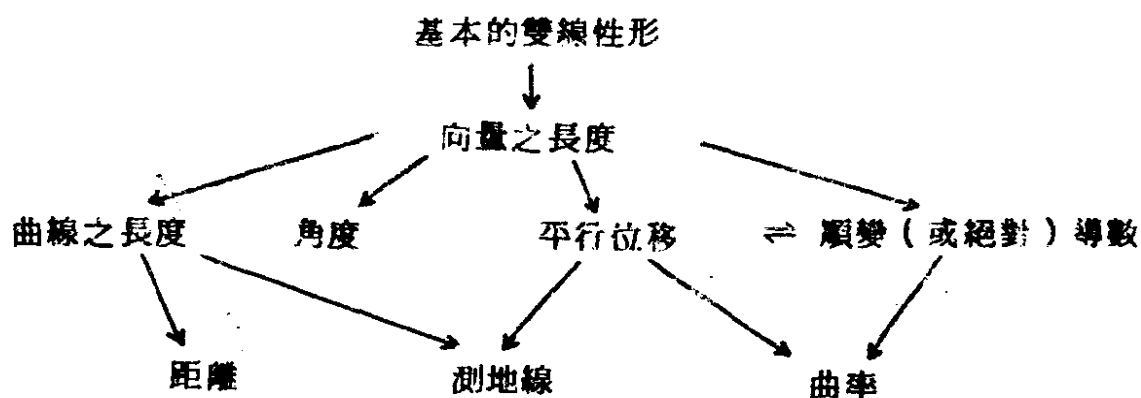 基本的雙線性形
向量之長度
曲線之長度 角度 平行位移 ⇌ 順變(或絕對)導數
距離 測地線 曲率